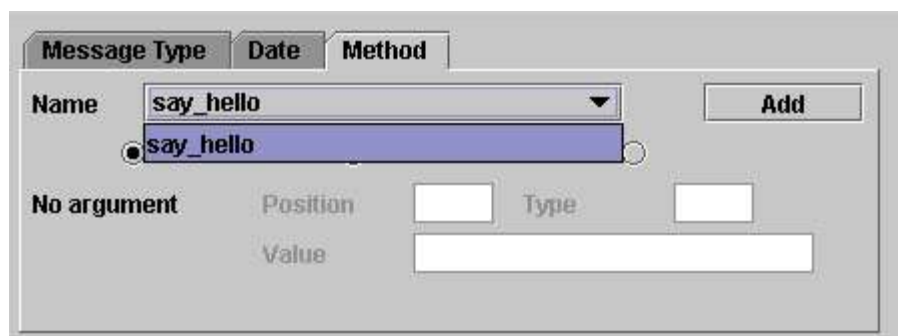 Message Type Date Method
Name say_hello Add
say_hello
No argument Position Type
Value